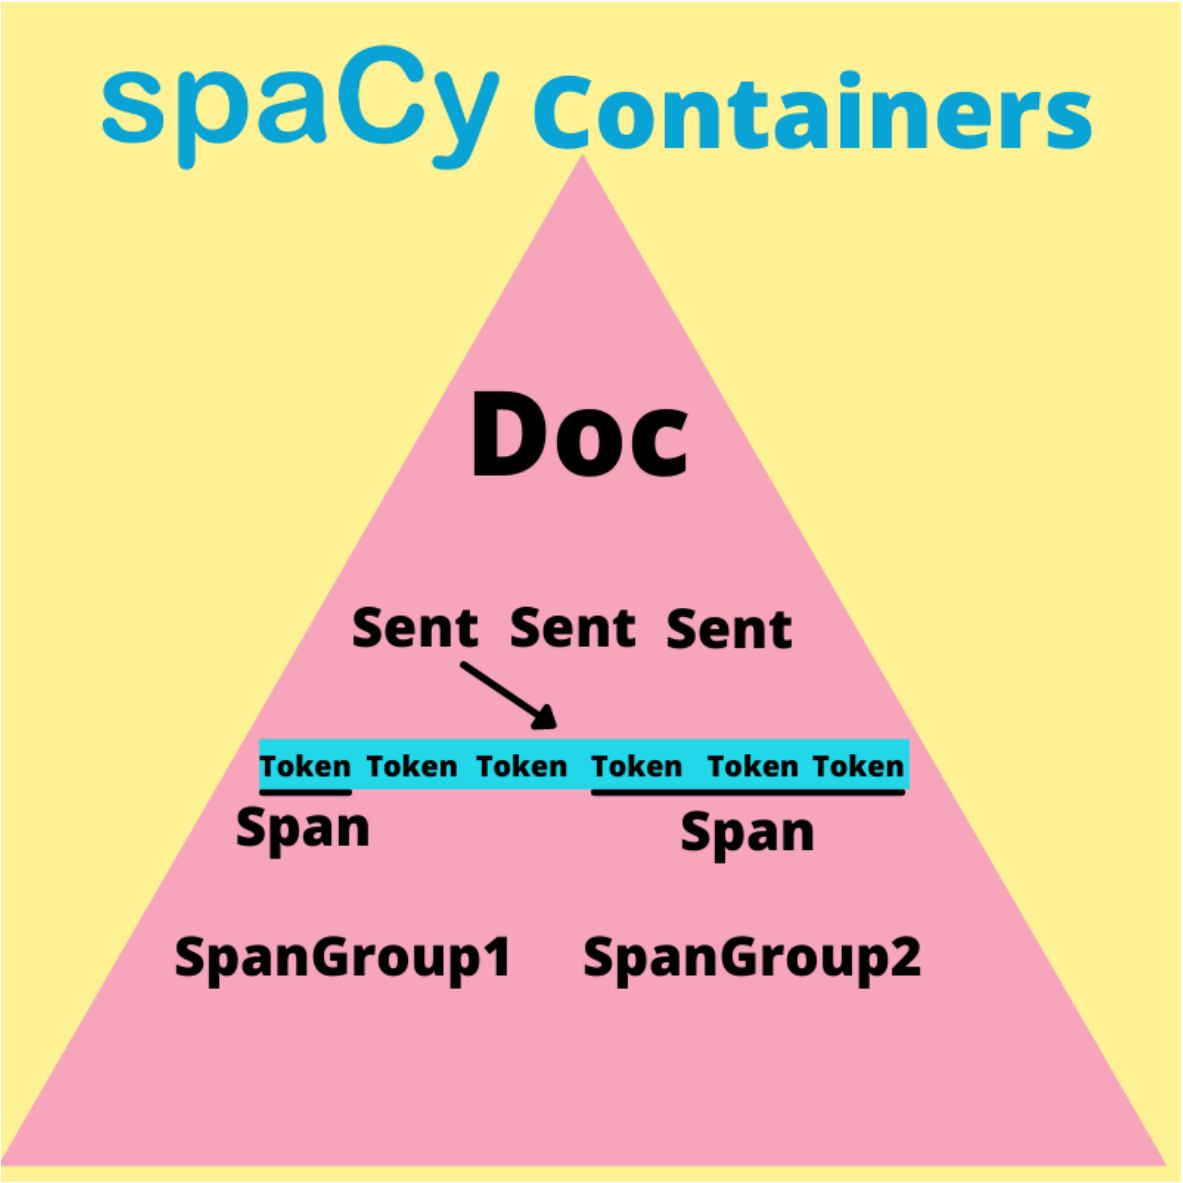 spaCy Containers
Doc
Sent Sent Sent
Token Token Token Token Token Token
Span Span
SpanGroup1 SpanGroup2